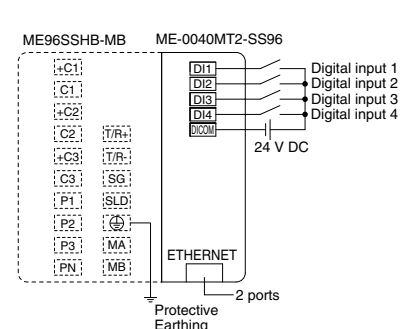 ME96SSHB-MB ME-0040MT2-SS96
+C1 DI1 Digital input 1
C1 DI2 Digital input 2
+C2 DI3 Digital input 3
DI4 Digital input 4
C2 T/R+ DICOM
24 V DC
+C3 T/R-
C3 SG
P1 SLD
P2
P3 MA ETHERNET
PN MB
2 ports
Protective
Earthing